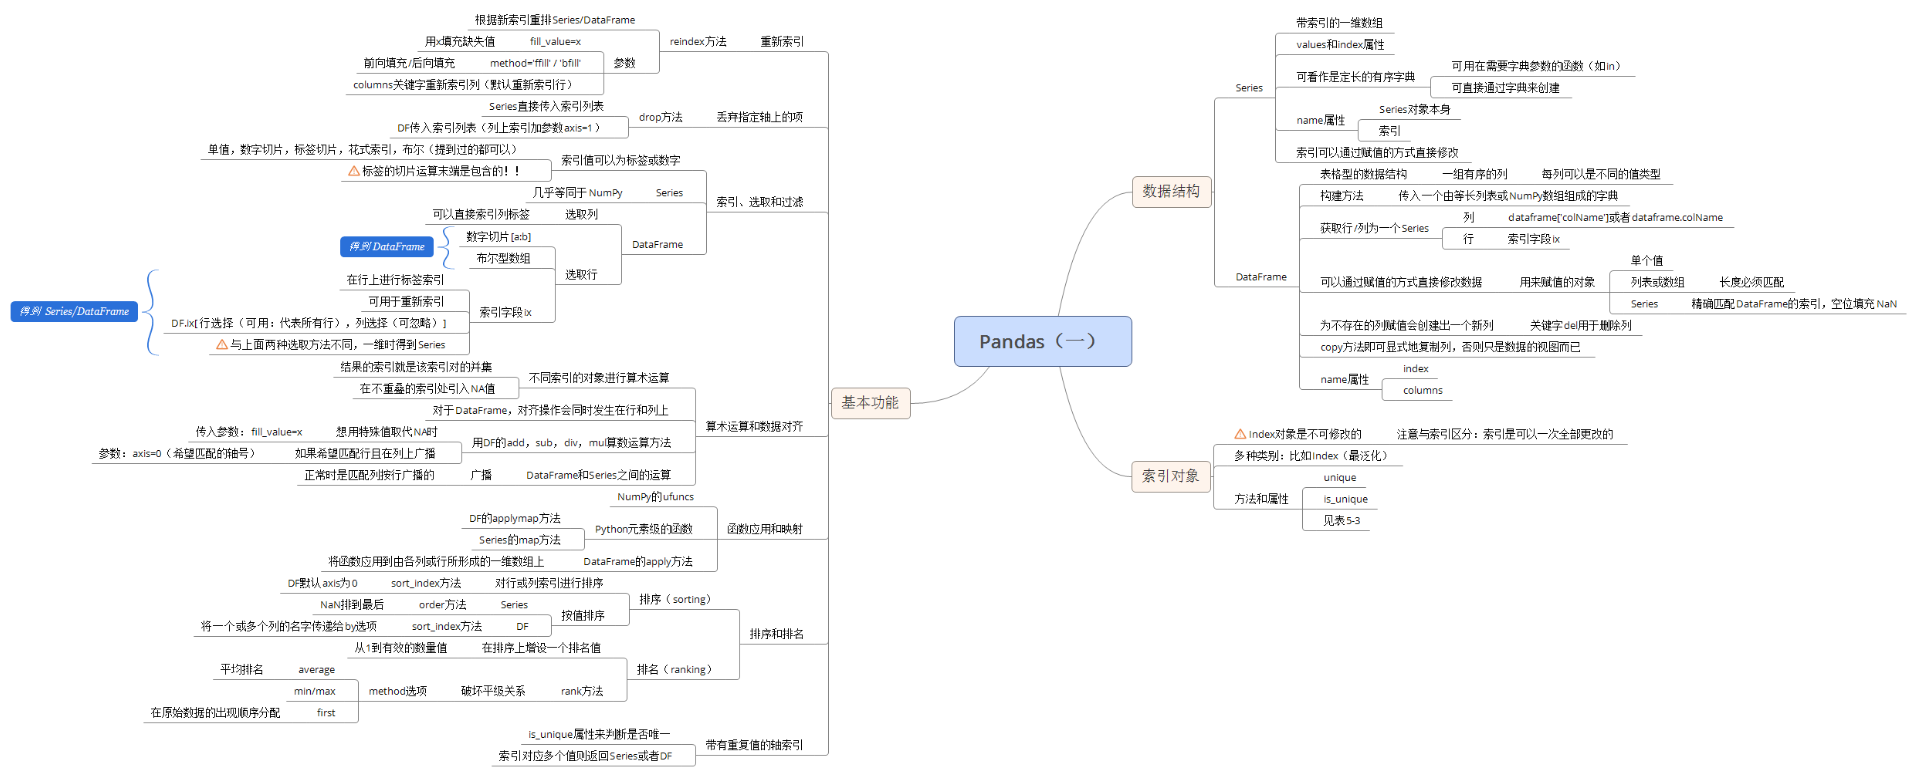 Pandas（一）
数据结构
Series
带索引的一维数组
values和index属性
可看作是定长的有序字典
可用在需要字典参数的函数（如in）
可直接通过字典来创建
name属性
Series对象本身
索引
索引可以通过赋值的方式直接修改
DataFrame
表格型的数据结构
一组有序的列
每列可以是不同的值类型
构建方法
传入一个由等长列表或NumPy数组组成的字典
获取行/列为一个Series
列
dataframe['colName']或者dataframe.colName
行
索引字段ix
可以通过赋值的方式直接修改数据
用来赋值的对象
单个值
列表或数组
长度必须匹配
Series
精确匹配DataFrame的索引，空位填充NaN
为不存在的列赋值会创建出一个新列
关键字del用于删除列
copy方法即可显式地复制列，否则只是数据的视图而已
name属性
index
columns
索引对象
Index对象是不可修改的
注意与索引区分：索引是可以一次全部更改的
多种类别：比如Index（最泛化）
方法和属性
unique
is_unique
见表5-3
基本功能
重新索引
reindex方法
根据新索引重排Series/DataFrame
参数
fill_value=x
用x填充缺失值
method='ffill' / 'bfill'
前向填充/后向填充
columns关键字重新索引列（默认重新索引行）
丢弃指定轴上的项
drop方法
Series直接传入索引列表
DF传入索引列表（列上索引加参数axis=1）
索引、选取和过滤
索引值可以为标签或数字
单值，数字切片，标签切片，花式索引，布尔（提到过的都可以）
标签的切片运算末端是包含的！！
Series
几乎等同于NumPy
DataFrame
选取列
可以直接索引列标签
选取行
数字切片[a:b]
布尔型数组
得到DataFrame
索引字段ix
在行上进行标签索引
可用于重新索引
DF.ix[行选择（可用：代表所有行），列选择（可忽略）]
与上面两种选取方法不同，一维时得到Series
得到 Series/DataFrame
算术运算和数据对齐
不同索引的对象进行算术运算
结果的索引就是该索引对的并集
在不重叠的索引处引入NA值
对于DataFrame，对齐操作会同时发生在行和列上
用DF的add，sub，div，mul算数运算方法
想用特殊值取代NA时
传入参数：fill_value=x
如果希望匹配行且在列上广播
参数：axis=0（希望匹配的轴号）
DataFrame和Series之间的运算
广播
正常时是匹配列按行广播的
函数应用和映射
NumPy的ufuncs
Python元素级的函数
DF的applymap方法
Series的map方法
DataFrame的apply方法
将函数应用到由各列或行所形成的一维数组上
排序和排名
排序（sorting）
对行或列索引进行排序
sort_index方法
DF默认axis为0
按值排序
Series
order方法
NaN排到最后
DF
sort_index方法
将一个或多个列的名字传递给by选项
排名（ranking）
在排序上增设一个排名值
从1到有效的数量值
rank方法
破坏平级关系
method选项
average
平均排名
min/max
first
在原始数据的出现顺序分配
带有重复值的轴索引
is_unique属性来判断是否唯一
索引对应多个值则返回Series或者DF